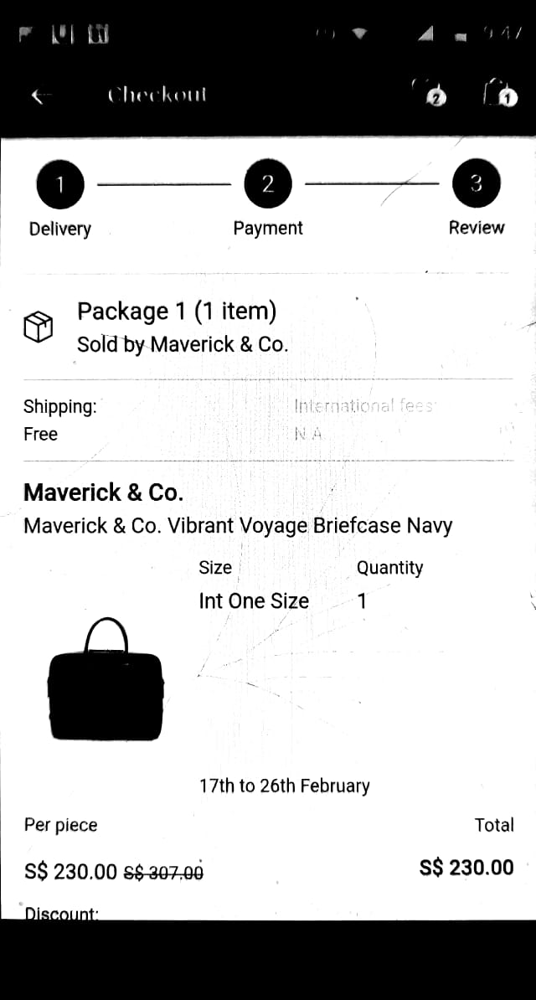 9:47
Checkout
2
1
1
2
3
Delivery
Payment
Review
Package 1 (1 item)
Sold by Maverick & Co.
Shipping:
International fees:
Free
N.A.
Maverick & Co.
Maverick & Co. Vibrant Voyage Briefcase Navy
Size
Quantity
Int One Size
1
17th to 26th February
Per piece
Total
S$ 230.00 S$ 307.00
S$ 230.00
Discount: